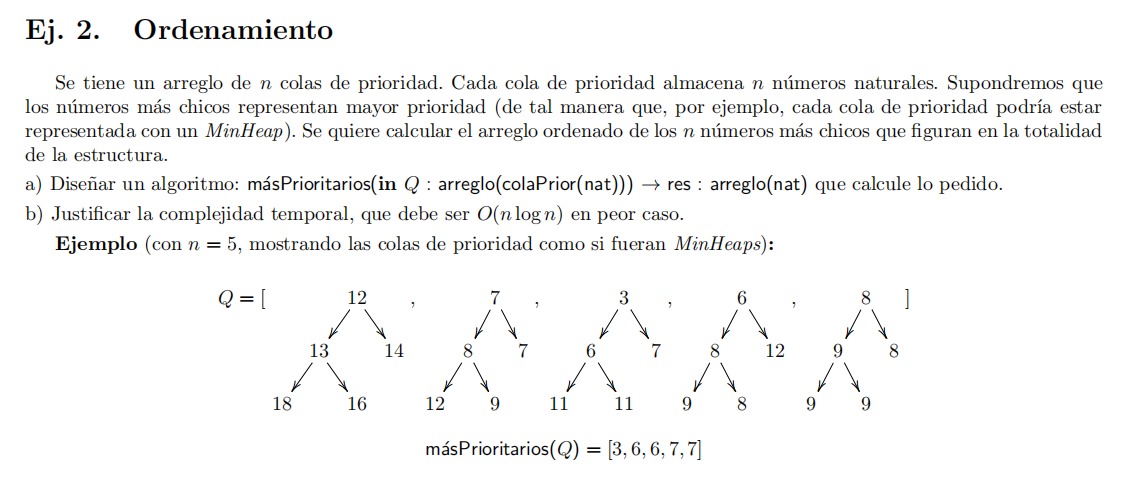 Ej. 2. Ordenamiento
Se tiene un arreglo de n colas de prioridad. Cada cola de prioridad almacena n números naturales. Supondremos que
los números más chicos representan mayor prioridad (de tal manera que, por ejemplo, cada cola de prioridad podría estar
representada con un MinHeap). Se quiere calcular el arreglo ordenado de los n números más chicos que figuran en la totalidad
de la estructura.
a) Diseñar un algoritmo: másPrioritarios(in Q : arreglo(colaPrior(nat))) → res : arreglo(nat) que calcule lo pedido.
b) Justificar la complejidad temporal, que debe ser O(n log n) en peor caso.
Ejemplo (con n = 5, mostrando las colas de prioridad como si fueran MinHeaps):
Q = [ 12 , 7 , 3 , 6 , 8 ]
13 14 8 7 6 7 8 12 9 8
18 16 12 9 11 11 9 8 9 9
másPrioritarios(Q) = [3, 6, 6, 7, 7]